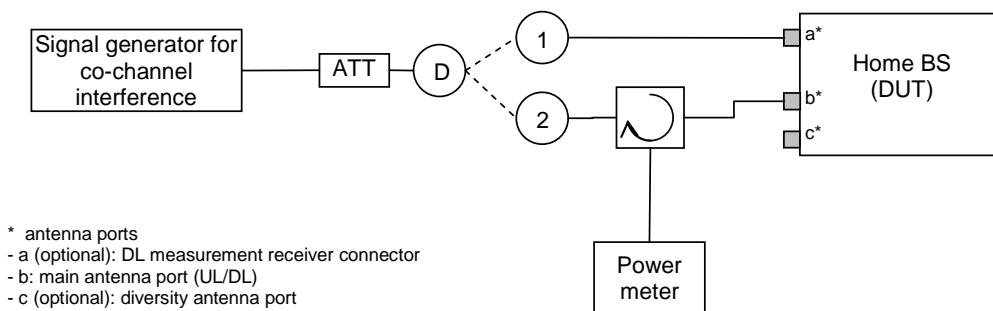 Signal generator for
co-channel
interference
ATT
D
1
2
a*
b*
c*
Home BS
(DUT)
Power
meter
* antenna ports
- a (optional): DL measurement receiver connector
- b: main antenna port (UL/DL)
- c (optional): diversity antenna port